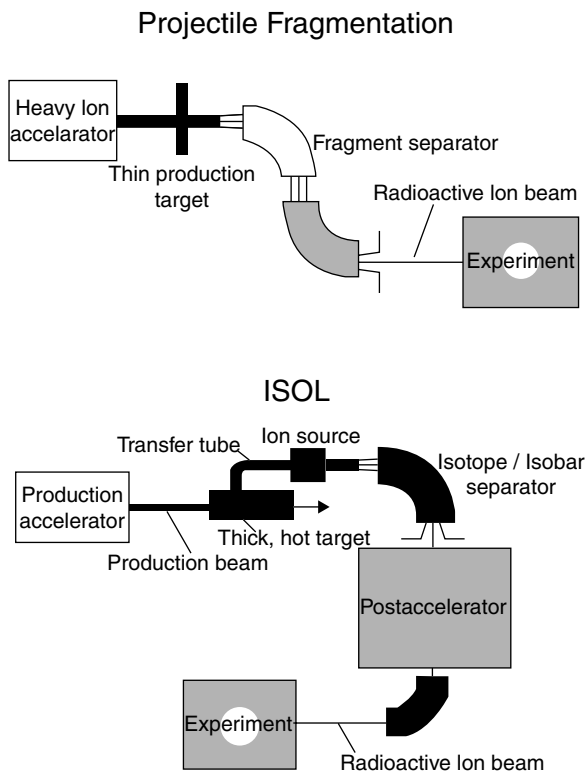 Projectile Fragmentation
Heavy Ion
accelarator
Thin production
target
Fragment separator
Radioactive Ion beam
Experiment
ISOL
Transfer tube
Ion source
Isotope / Isobar
separator
Production
accelerator
Thick, hot target
Production beam
Postaccelerator
Experiment
Radioactive Ion beam